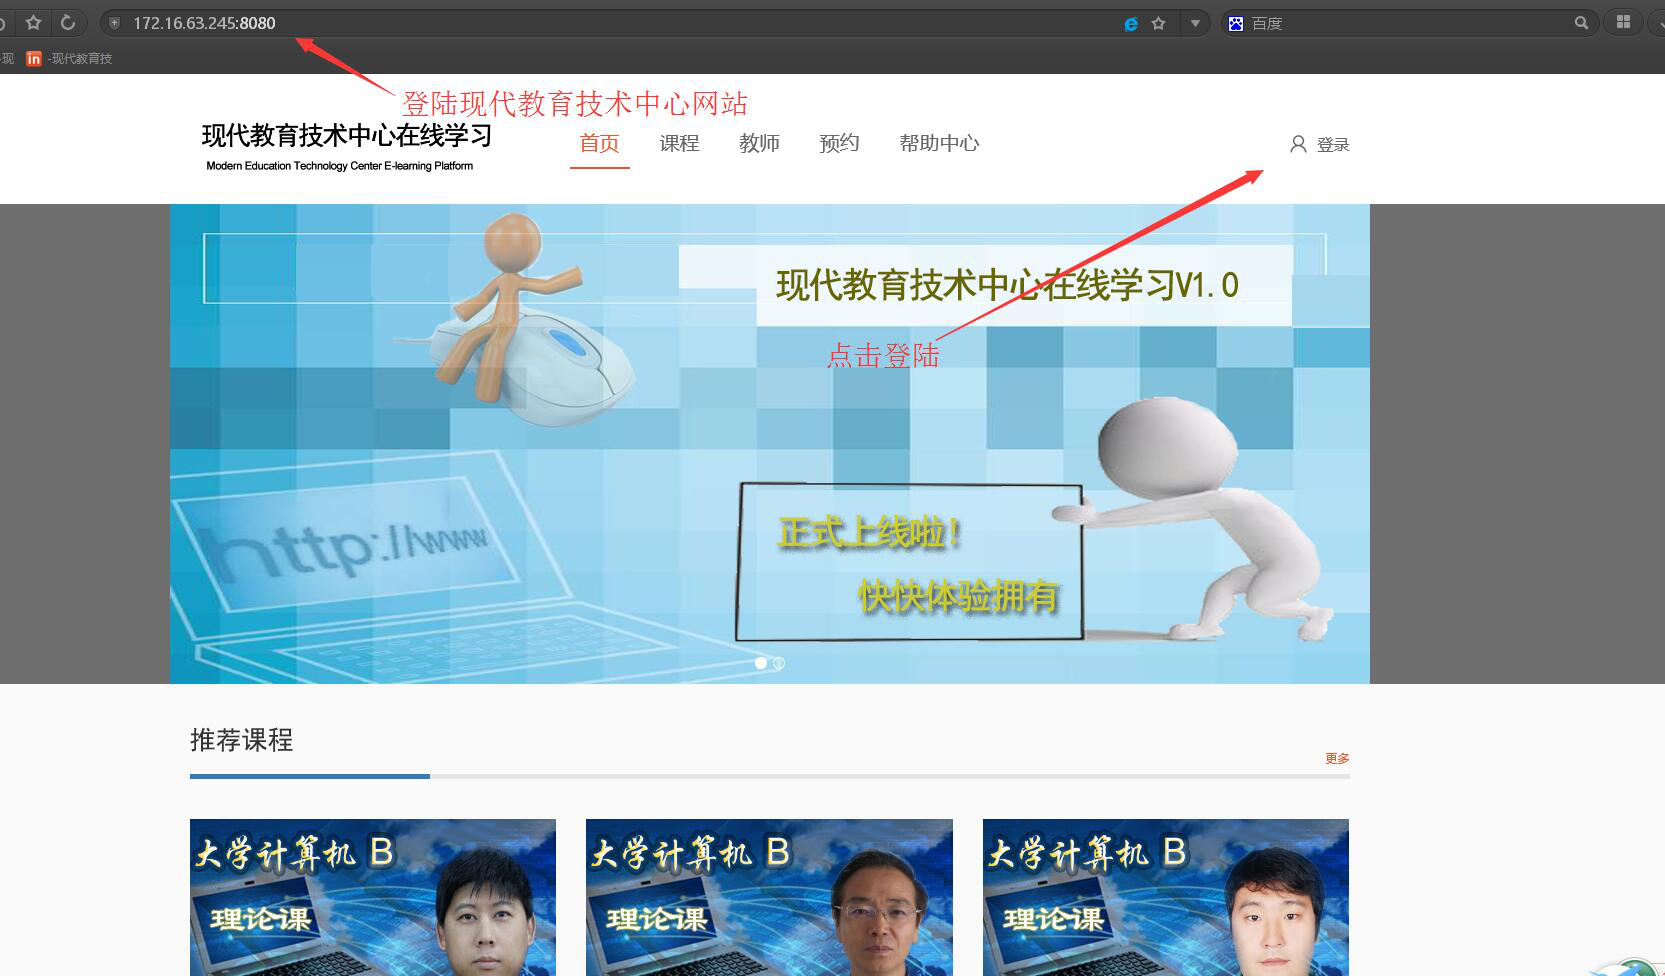 172.16.63.245:8080
百度
现
in -现代教育技
登陆现代教育技术中心网站
现代教育技术中心在线学习
Modern Education Technology Center E-learning Platform
首页 课程 教师 预约 帮助中心
登录
现代教育技术中心在线学习V1.0
点击登陆
http://www
正式上线啦！
快快体验拥有
推荐课程
更多
大学计算机 B
理论课
大学计算机 B
理论课
大学计算机 B
理论课